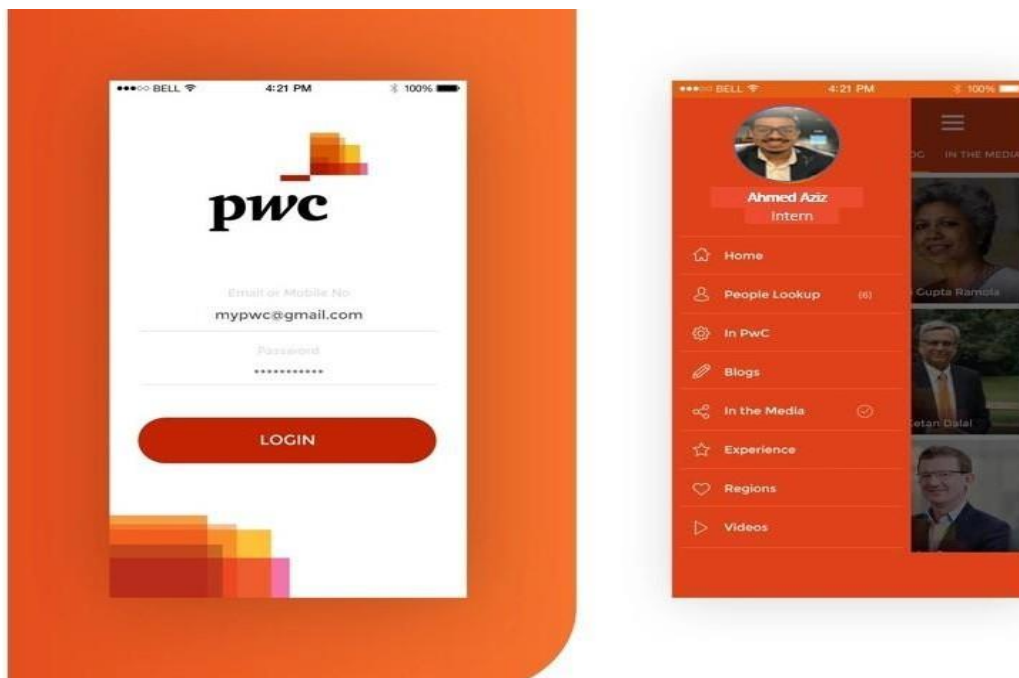 ●●●○○ BELL 4:21 PM 100%
pwc
Email or Mobile No
mypwc@gmail.com
Password
•••••••••••
LOGIN
●●●○○ BELL 4:21 PM 100%
Ahmed Aziz
Intern
Home
People Lookup (6)
In PwC
Blogs
In the Media
Experience
Regions
Videos
OG IN THE MEDIA
Gupta Ramola
Ketan Dalal